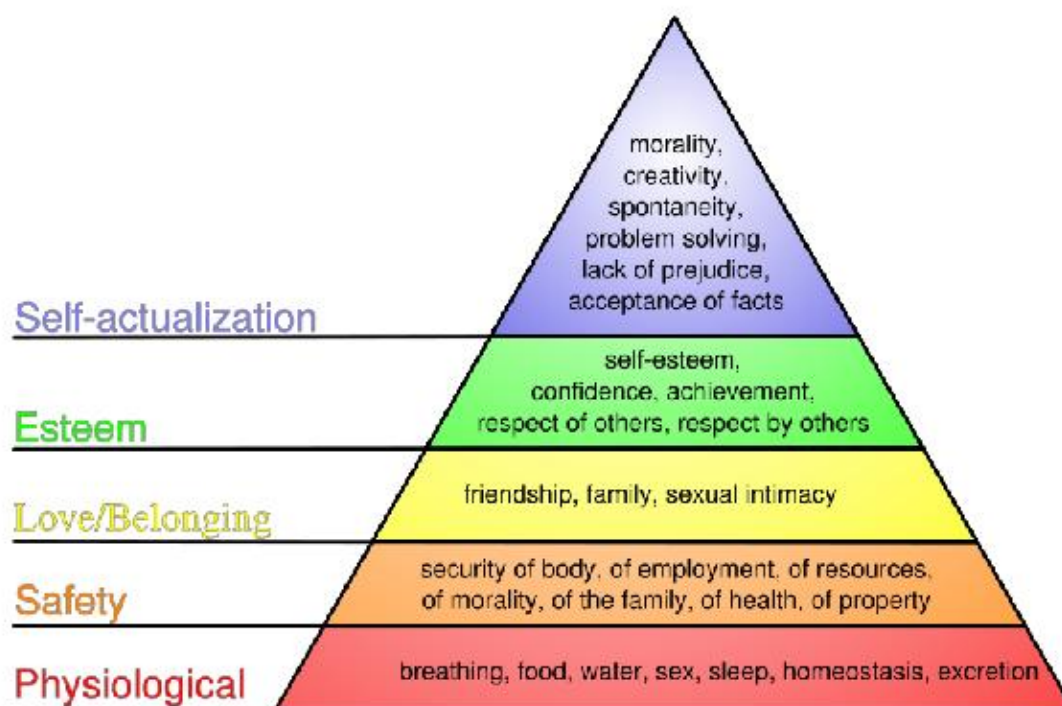 morality,
creativity,
spontaneity,
problem solving,
lack of prejudice,
acceptance of facts
Self-actualization
self-esteem,
confidence, achievement,
respect of others, respect by others
Esteem
friendship, family, sexual intimacy
Love/Belonging
security of body, of employment, of resources,
of morality, of the family, of health, of property
Safety
breathing, food, water, sex, sleep, homeostasis, excretion
Physiological